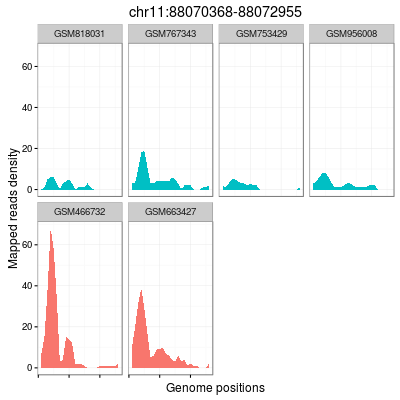 chr11:88070368-88072955
GSM818031 GSM767343 GSM753429 GSM956008
60
40
20
0
GSM466732 GSM663427
60
40
20
0
Mapped reads density
Genome positions